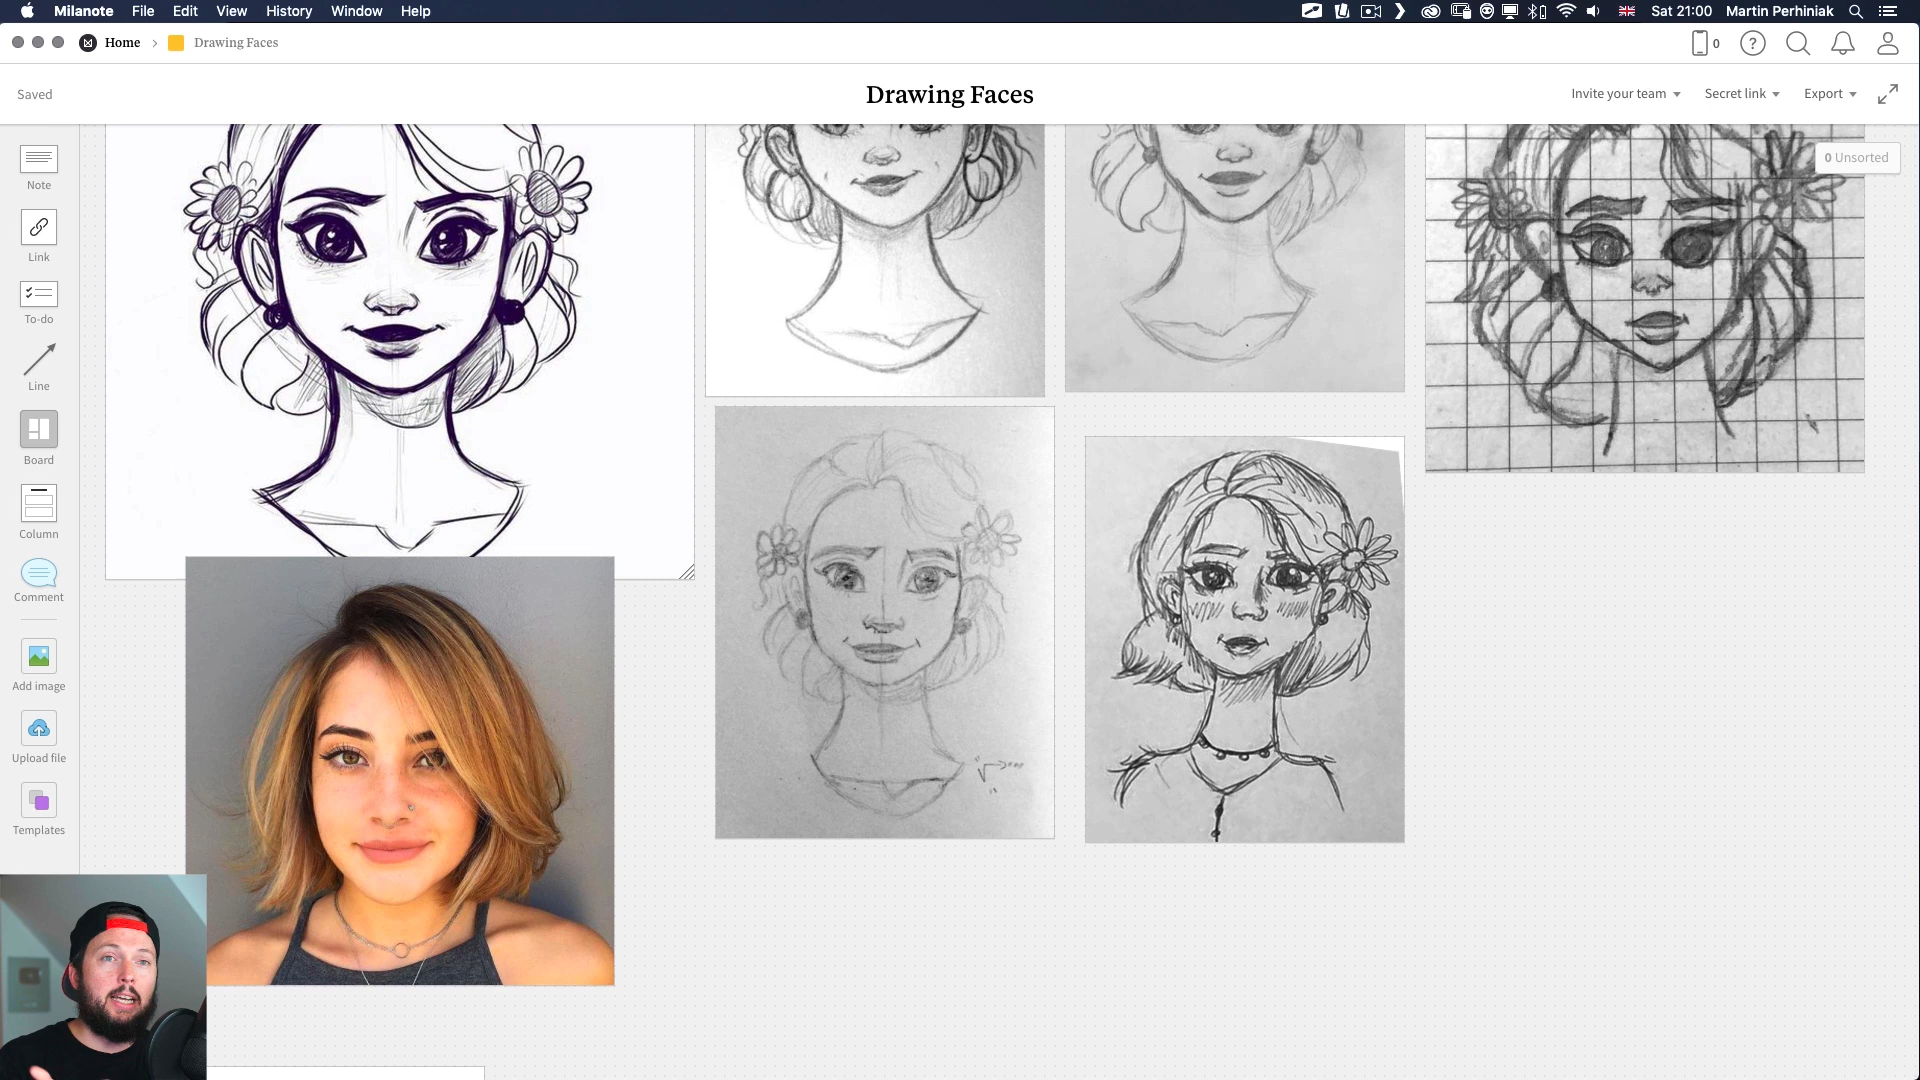 Milanote File Edit View History Window Help Sat 21:00 Martin Perhiniak
Home > Drawing Faces 0 ?
Saved Drawing Faces Invite your team Secret link Export
0 Unsorted
Note
Link
To-do
Line
Board
Column
Comment
Add image
Upload file
Templates